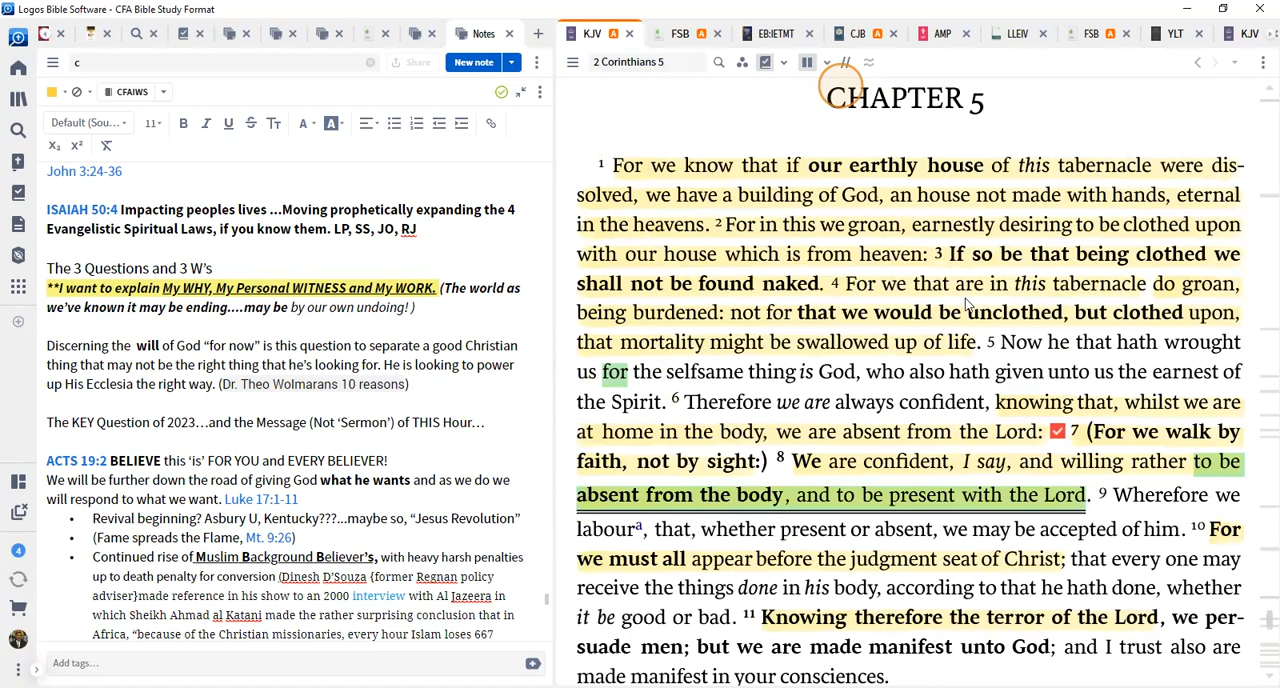 Logos Bible Software - CFA Bible Study Format
Notes
KJV A
FSB A
EB:IETMT
CJB A
AMP
LLEIV
FSB A
YLT
KJV
c
Share
New note
2 Corinthians 5
CFAIWS
Default (Sou...
11
B I U S Tт A A
X₂ X²
John 3:24-36
ISAIAH 50:4 Impacting peoples lives ...Moving prophetically expanding the 4
Evangelistic Spiritual Laws, if you know them. LP, SS, JO, RJ
The 3 Questions and 3 W's
**I want to explain My WHY, My Personal WITNESS and My WORK. (The world as
we've known it may be ending....may be by our own undoing! )
Discerning the will of God "for now" is this question to separate a good Christian
thing that may not be the right thing that he's looking for. He is looking to power
up His Ecclesia the right way. (Dr. Theo Wolmarans 10 reasons)
The KEY Question of 2023...and the Message (Not 'Sermon') of THIS Hour...
ACTS 19:2 BELIEVE this 'is' FOR YOU and EVERY BELIEVER!
We will be further down the road of giving God what he wants and as we do we
will respond to what we want. Luke 17:1-11
• Revival beginning? Asbury U, Kentucky???...maybe so, "Jesus Revolution"
• (Fame spreads the Flame, Mt. 9:26)
• Continued rise of Muslim Background Believer's, with heavy harsh penalties
up to death penalty for conversion (Dinesh D'Souza {former Regnan policy
adviser}made reference in his show to an 2000 interview with Al Jazeera in
which Sheikh Ahmad al Katani made the rather surprising conclusion that in
Africa, "because of the Christian missionaries, every hour Islam loses 667
Add tags...
4
CHAPTER 5
1 For we know that if our earthly house of this tabernacle were dis-
solved, we have a building of God, an house not made with hands, eternal
in the heavens. 2 For in this we groan, earnestly desiring to be clothed upon
with our house which is from heaven: 3 If so be that being clothed we
shall not be found naked. 4 For we that are in this tabernacle do groan,
being burdened: not for that we would be unclothed, but clothed upon,
that mortality might be swallowed up of life. 5 Now he that hath wrought
us for the selfsame thing is God, who also hath given unto us the earnest of
the Spirit. 6 Therefore we are always confident, knowing that, whilst we are
at home in the body, we are absent from the Lord: 7 (For we walk by
faith, not by sight:) 8 We are confident, I say, and willing rather to be
absent from the body, and to be present with the Lord. 9 Wherefore we
labourª, that, whether present or absent, we may be accepted of him. 10 For
we must all appear before the judgment seat of Christ; that every one may
receive the things done in his body, according to that he hath done, whether
it be good or bad. 11 Knowing therefore the terror of the Lord, we per-
suade men; but we are made manifest unto God; and I trust also are
made manifest in your consciences.